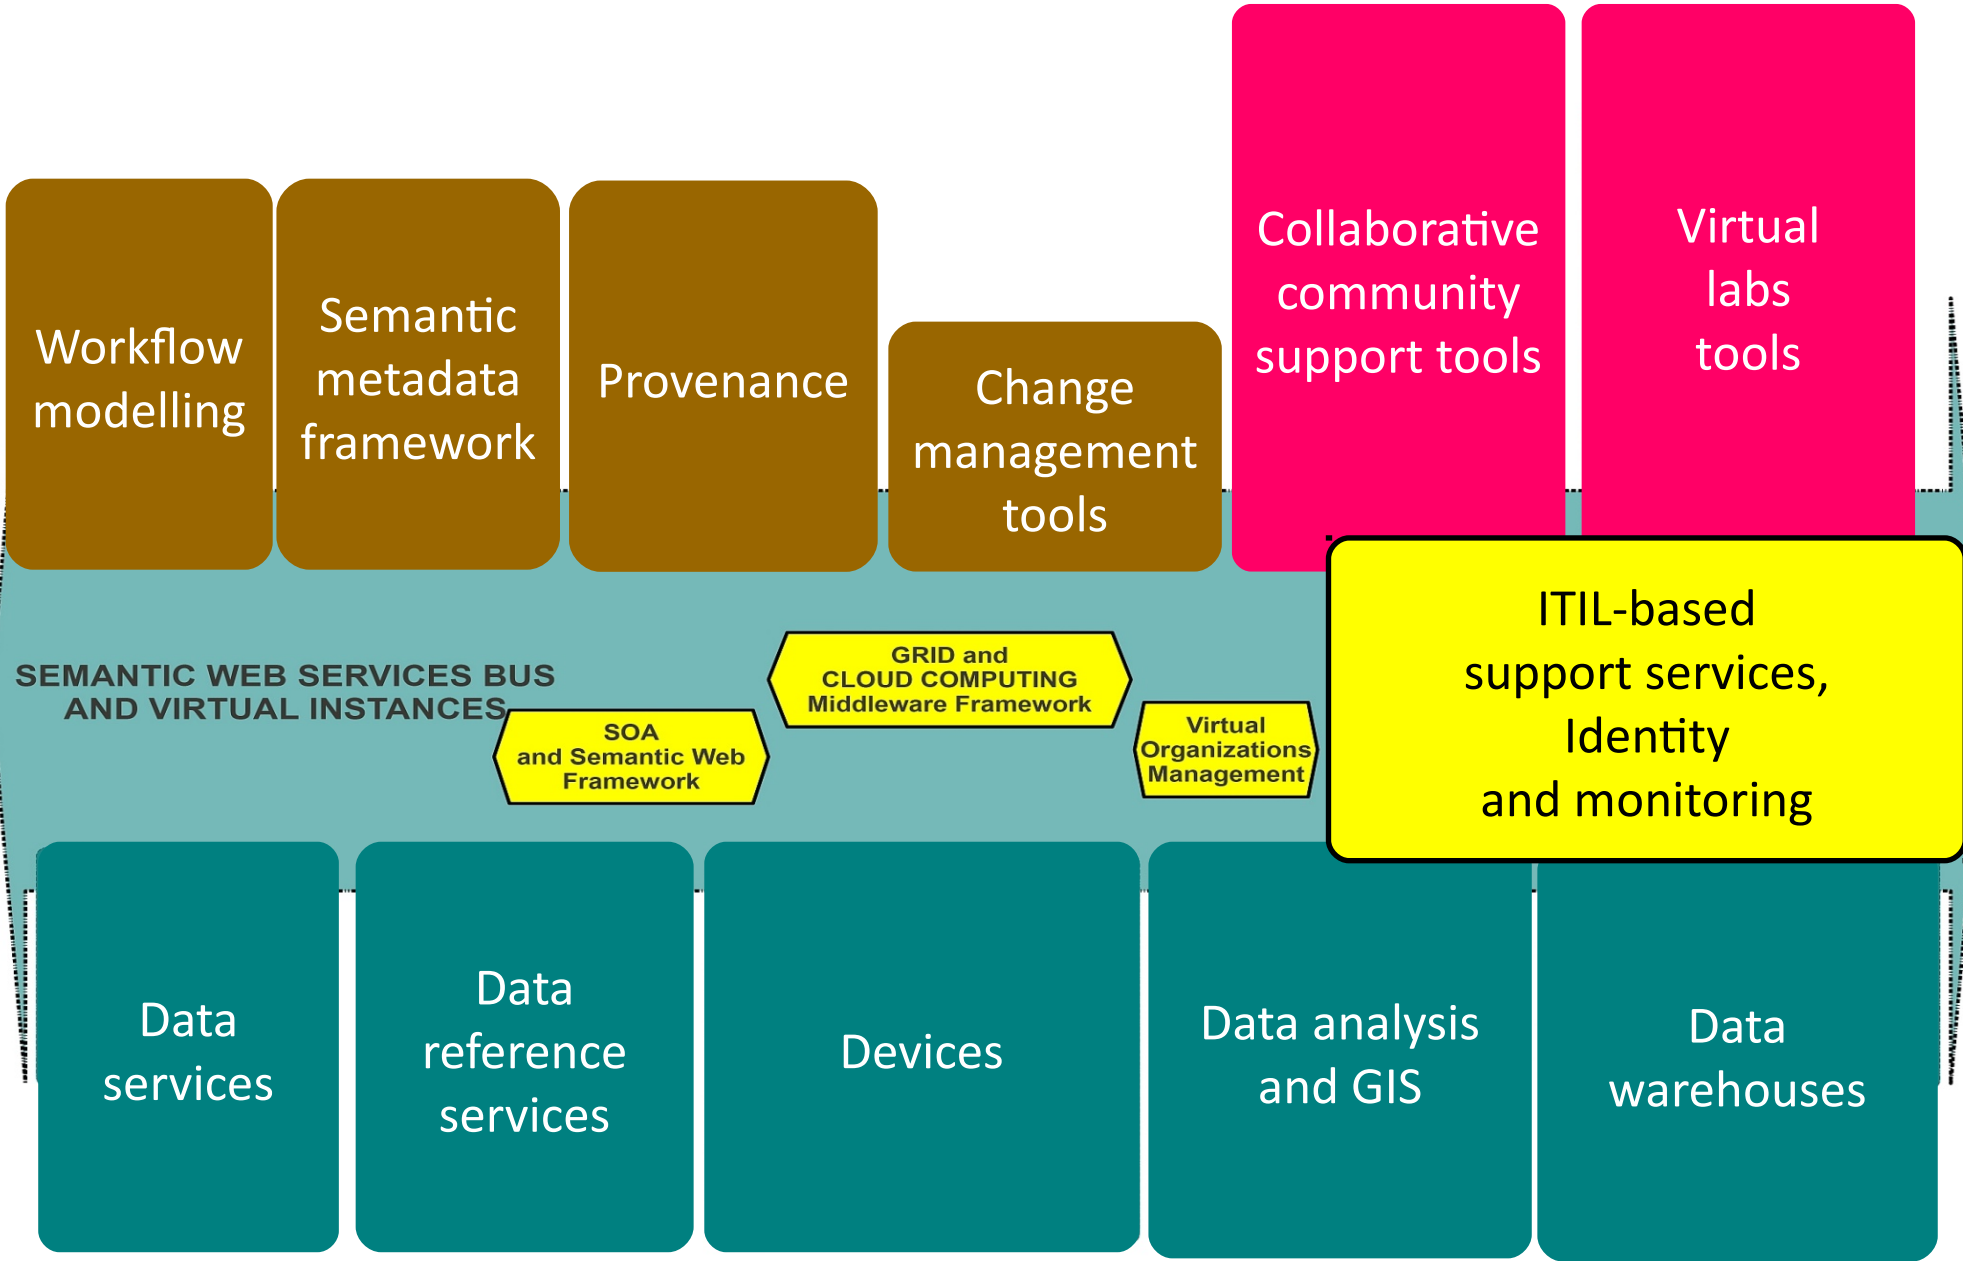 Workflow
modelling
Semantic
metadata
framework
Provenance
Change
management
tools
Collaborative
community
support tools
Virtual
labs
tools
SEMANTIC WEB SERVICES BUS
AND VIRTUAL INSTANCES
SOA
and Semantic Web
Framework
GRID and
CLOUD COMPUTING
Middleware Framework
Virtual
Organizations
Management
ITIL-based
support services,
Identity
and monitoring
Data
services
Data
reference
services
Devices
Data analysis
and GIS
Data
warehouses